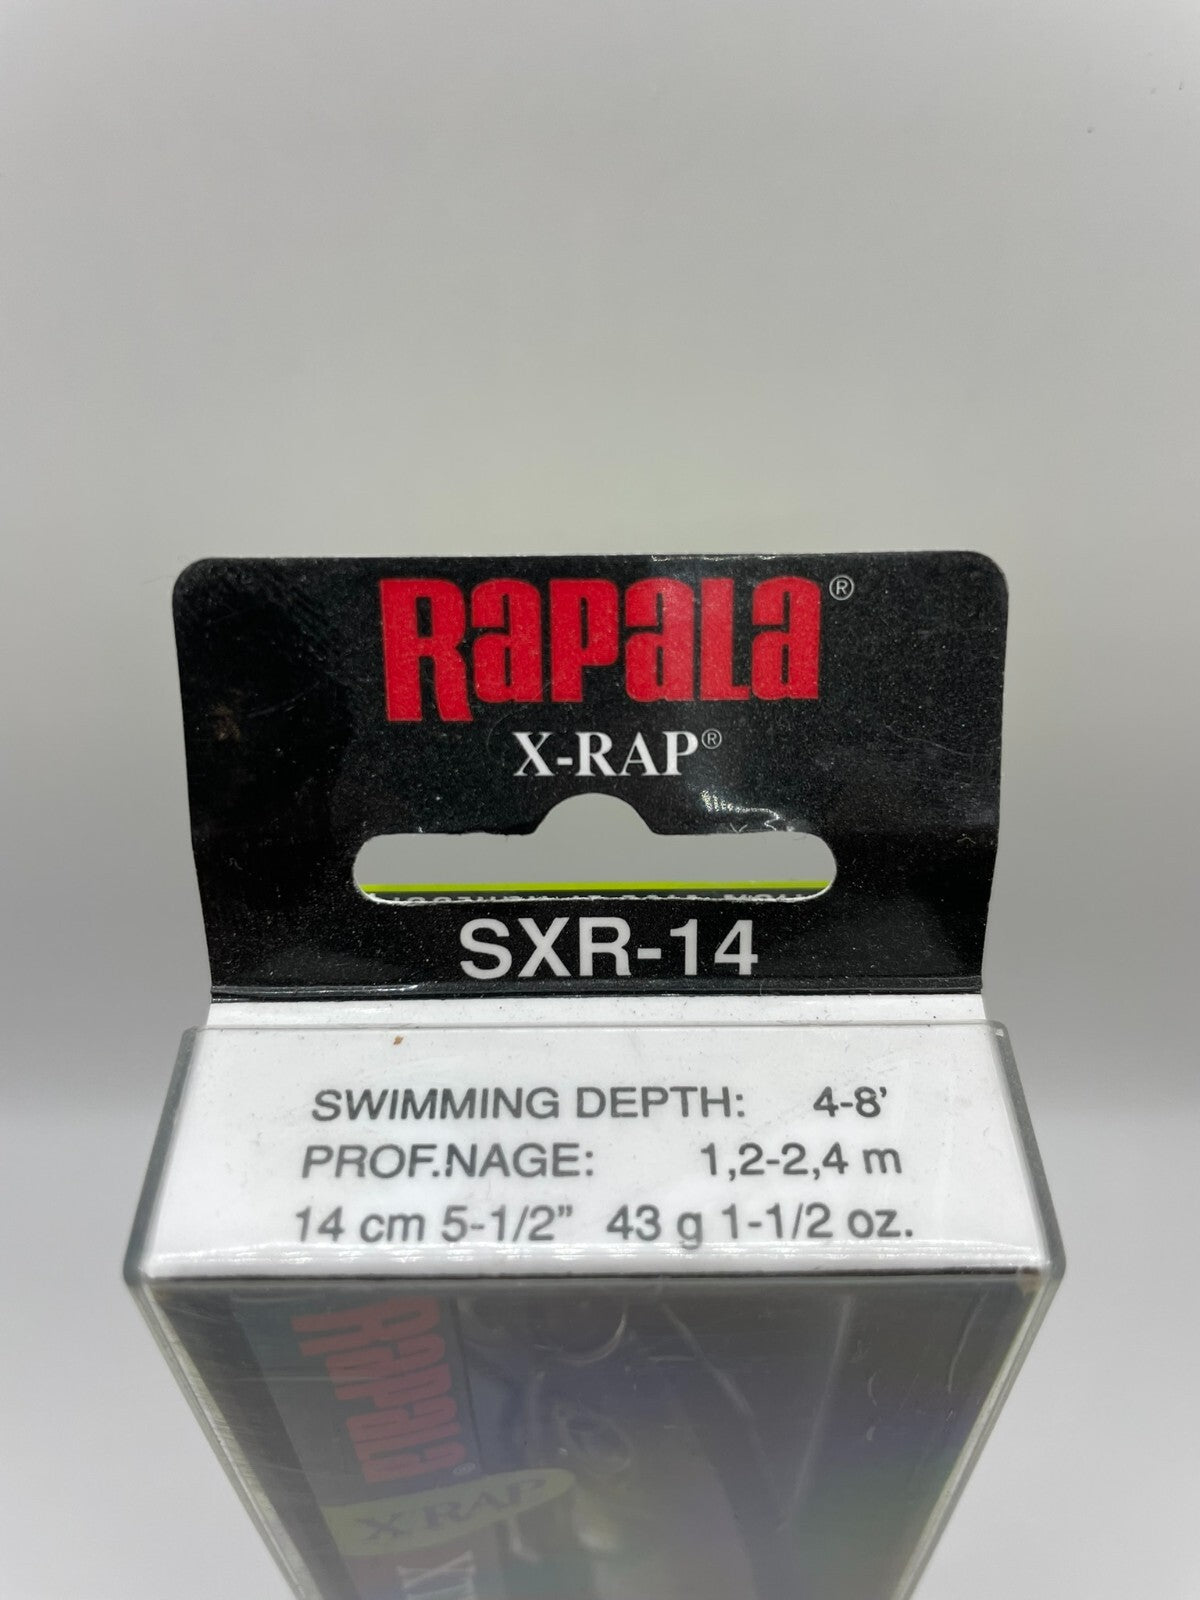 RaPaLa®
X-RAP®
SXR-14
SWIMMING DEPTH: 4-8’
PROF.NAGE: 1,2-2,4 m
14 cm 5-1/2” 43 g 1-1/2 oz.
RaPaLa®
X-RAP